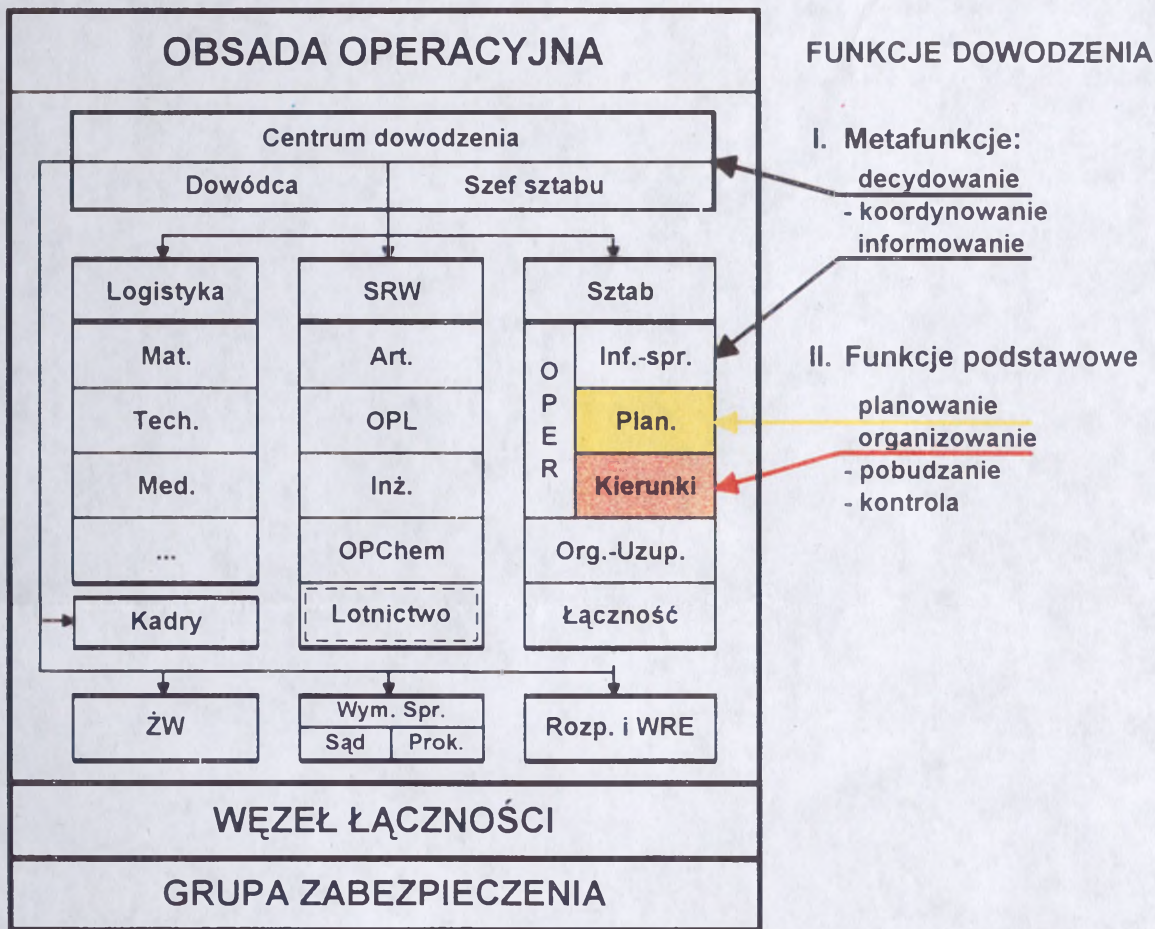 OBSADA OPERACYJNA
Centrum dowodzenia
Dowódca
Szef sztabu
Logistyka
Mat.
Tech.
Med.
...
Kadry
SRW
Art.
OPL
Inż.
OPChem
Lotnictwo
Sztab
OPER
Inf.-spr.
Plan.
Kierunki
Org.-Uzup.
Łączność
ŻW
Wym. Spr.
Sąd
Prok.
Rozp. i WRE
WĘZEŁ ŁĄCZNOŚCI
GRUPA ZABEZPIECZENIA
FUNKCJE DOWODZENIA
I. Metafunkcje:
decydowanie
- koordynowanie
informowanie
II. Funkcje podstawowe
planowanie
organizowanie
- pobudzanie
- kontrola